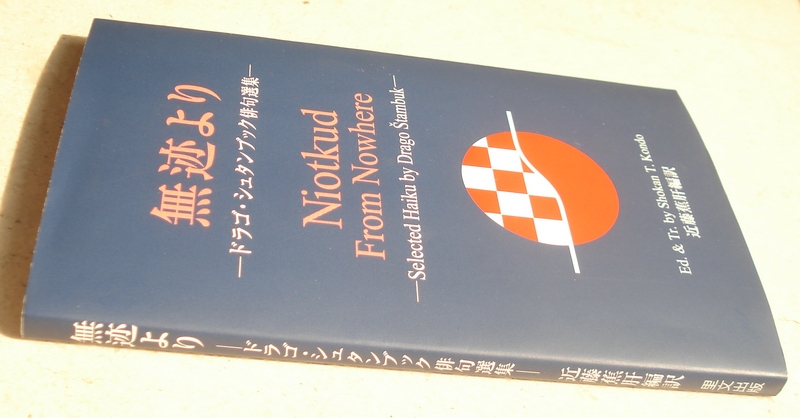 無迹より
―ドラゴ・シュタンブック俳句選集―
Niotkud
From Nowhere
―Selected Haiku by Drago Štambuk―
Ed. & Tr. by Shokan T. Kondo
近藤蕉肝編訳
無迹より ―ドラゴ・シュタンブック俳句選集― 近藤蕉肝編訳 里文出版